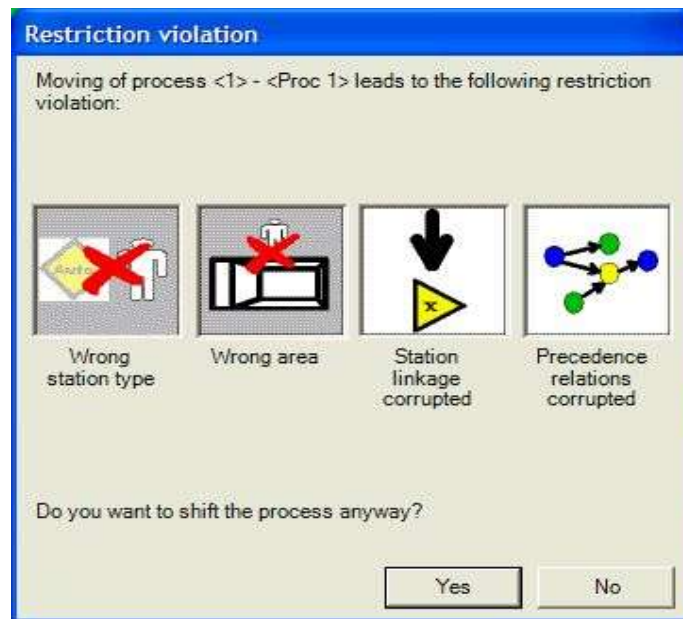 Restriction violation
Moving of process <1> - <Proc 1> leads to the following restriction
violation:
Auto
x
Wrong
station type
Wrong area
Station
linkage
corrupted
Precedence
relations
corrupted
Do you want to shift the process anyway?
Yes
No